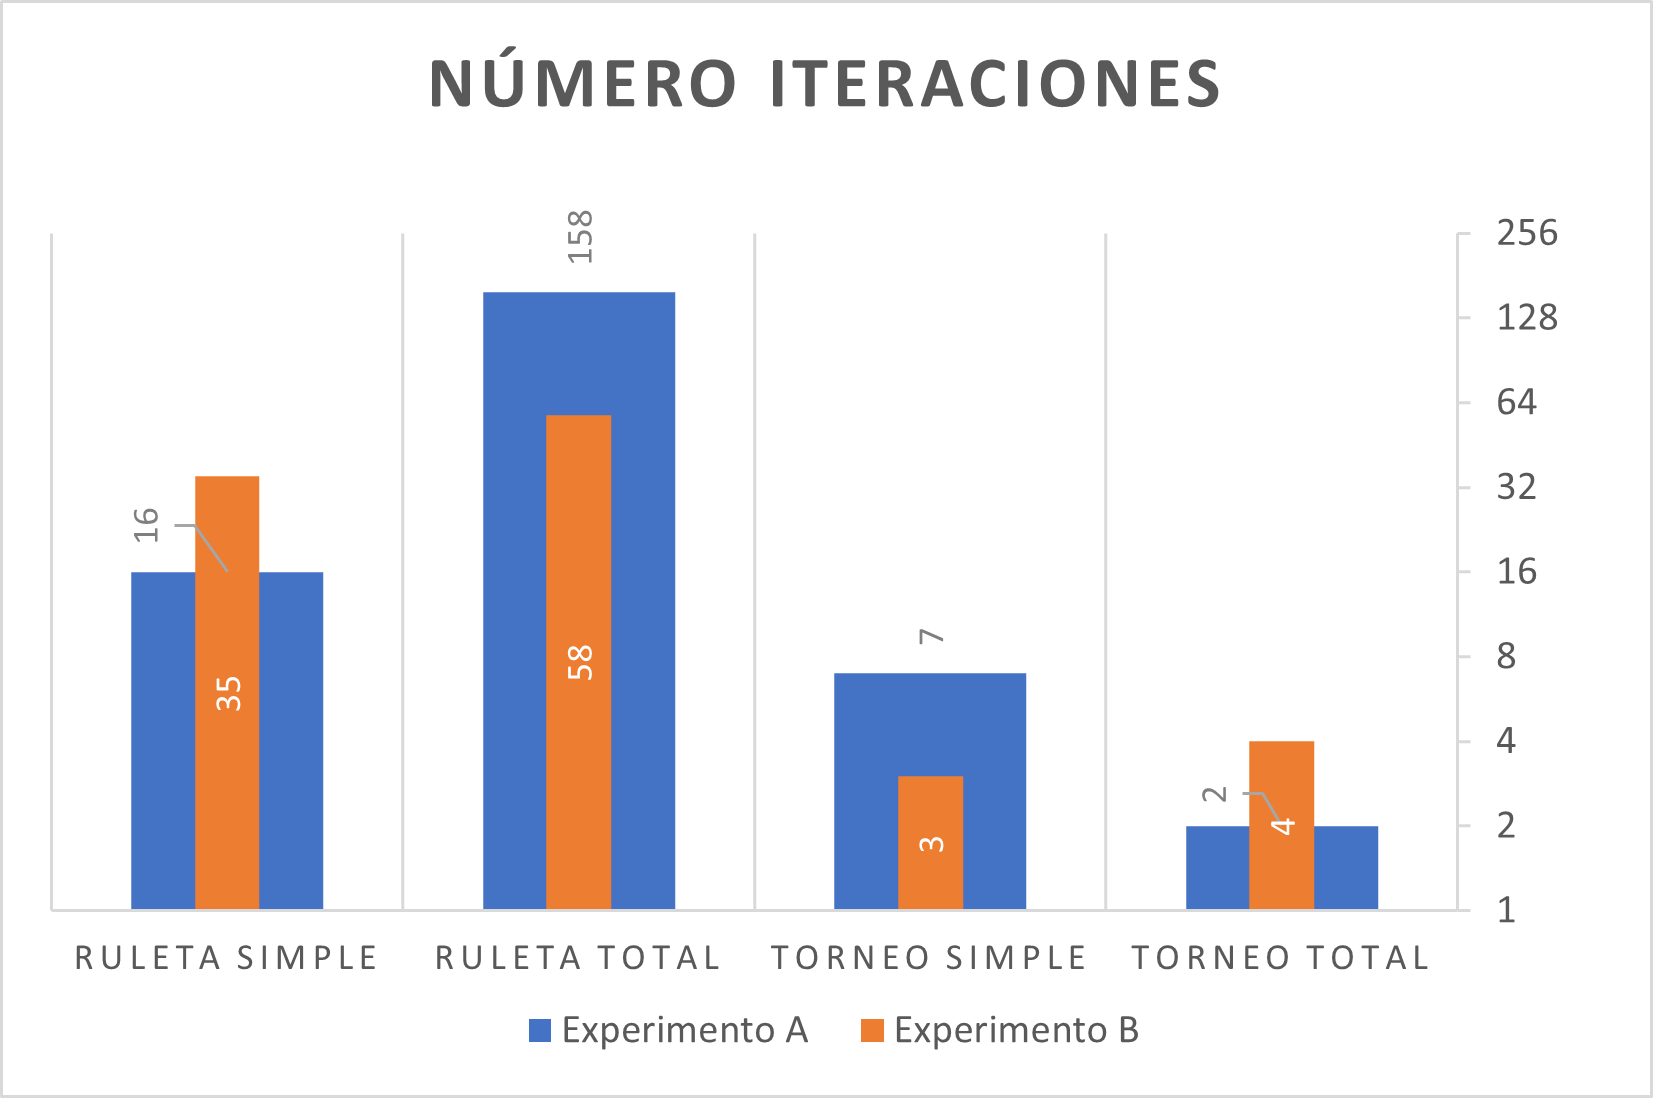 NÚMERO ITERACIONES
158
256
128
64
32
16
8
4
2
1
16
35
58
7
3
2
4
RULETA SIMPLE
RULETA TOTAL
TORNEO SIMPLE
TORNEO TOTAL
Experimento A
Experimento B